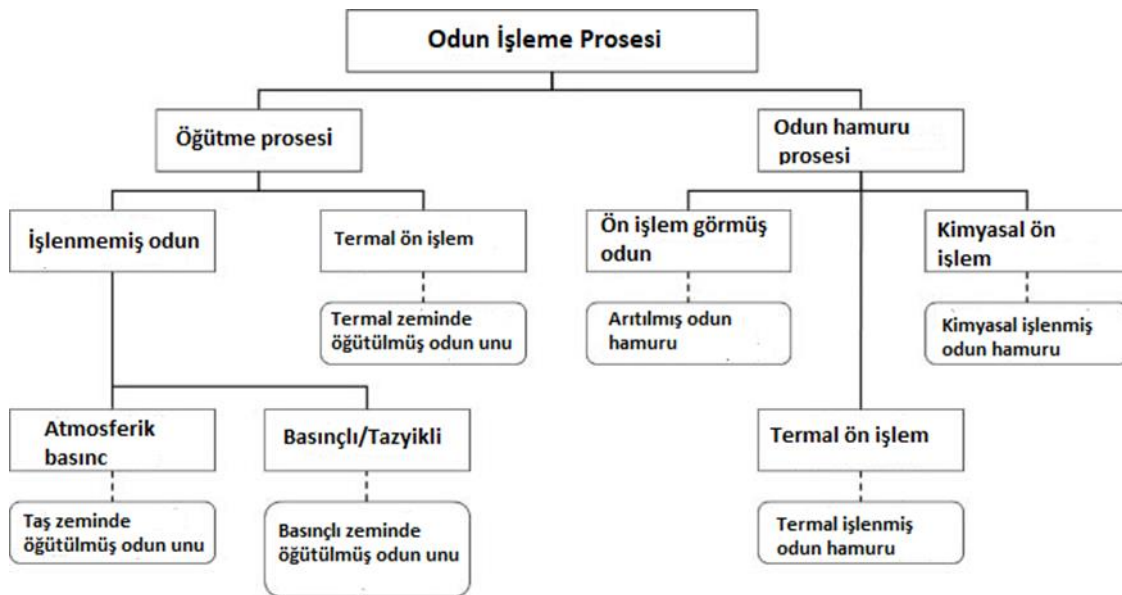 Odun İşleme Prosesi
Öğütme prosesi
Odun hamuru
prosesi
İşlenmemiş odun
Termal ön işlem
Ön işlem görmüş
odun
Kimyasal ön
işlem
Termal zeminde
öğütülmüş odun unu
Arıtılmış odun
hamuru
Kimyasal işlenmiş
odun hamuru
Atmosferik
basınc
Basınçlı/Tazyikli
Termal ön işlem
Taş zeminde
öğütülmüş odun unu
Basınçlı zeminde
öğütülmüş odun unu
Termal işlenmiş
odun hamuru